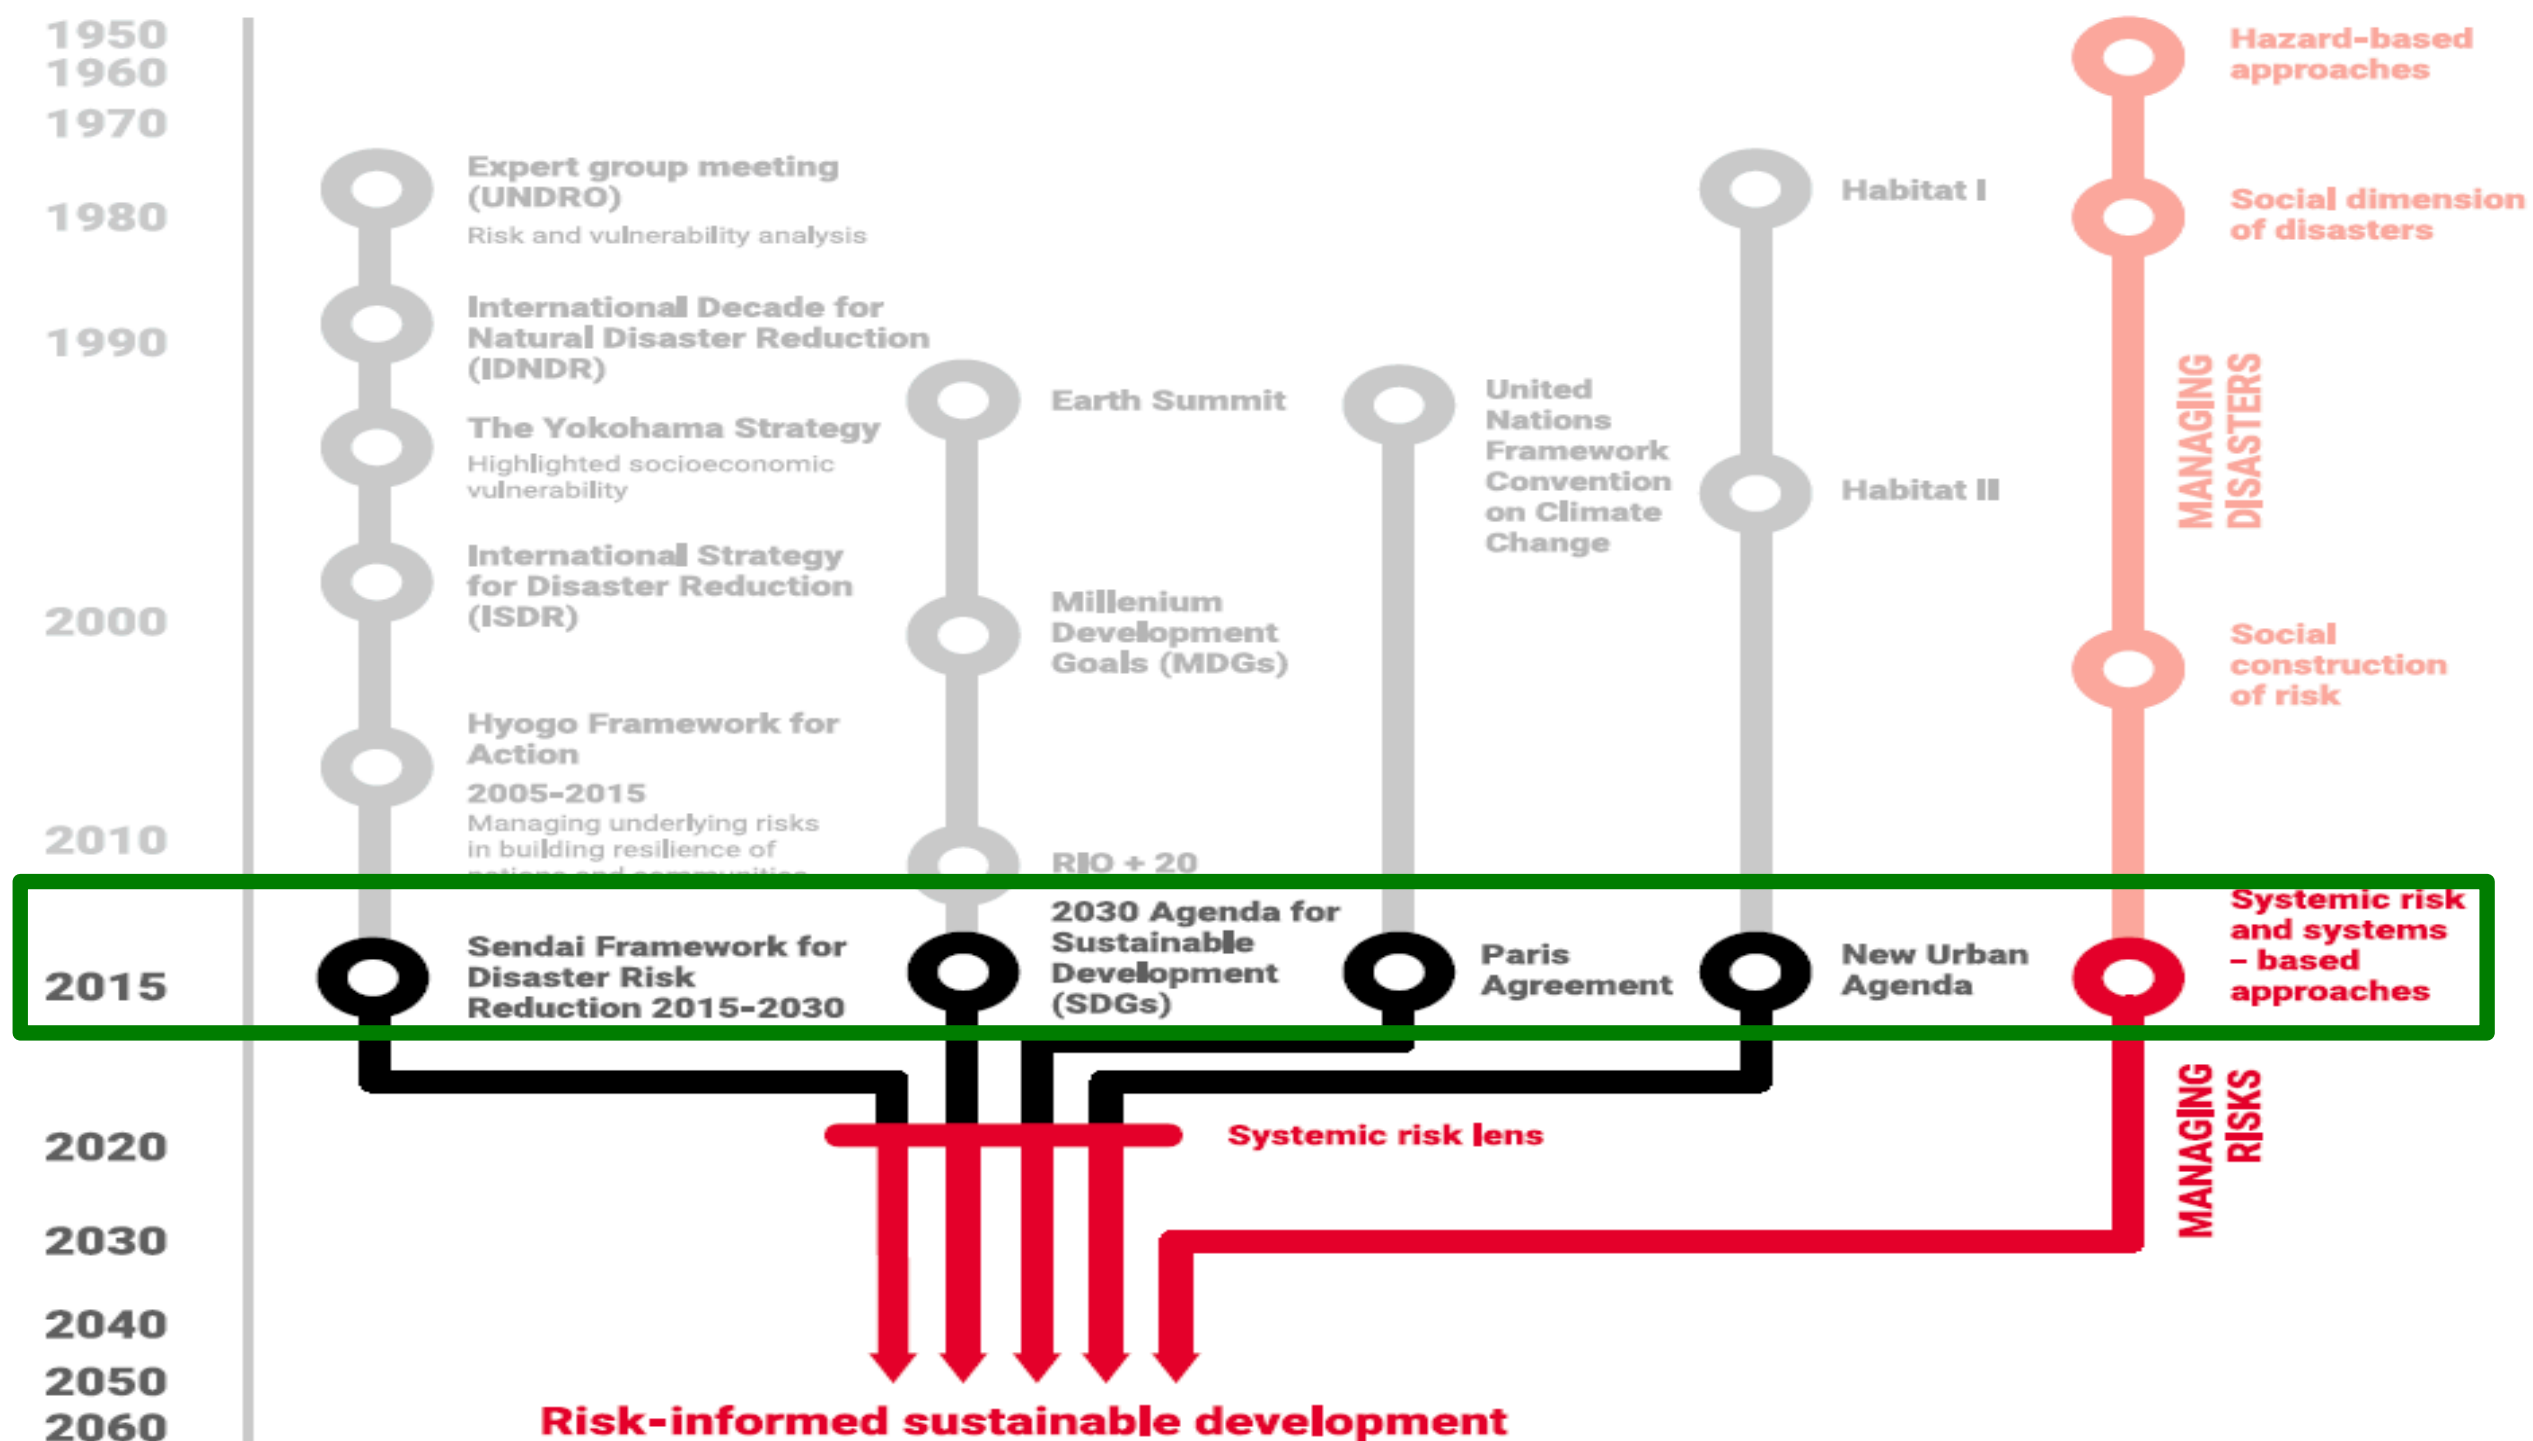 1950
1960
1970
1980
1990
2000
2010
2015
2020
2030
2040
2050
2060
Expert group meeting
(UNDRO)
Risk and vulnerability analysis
International Decade for
Natural Disaster Reduction
(IDNDR)
The Yokohama Strategy
Highlighted socioeconomic
vulnerability
International Strategy
for Disaster Reduction
(ISDR)
Hyogo Framework for
Action
2005-2015
Managing underlying risks
in building resilience of
Sendai Framework for
Disaster Risk
Reduction 2015-2030
Earth Summit
Millenium
Development
Goals (MDGs)
RIO + 20
2030 Agenda for
Sustainable
Development
(SDGs)
United
Nations
Framework
Convention
on Climate
Change
Paris
Agreement
Habitat I
Habitat II
New Urban
Agenda
Hazard-based
approaches
Social dimension
of disasters
MANAGING
DISASTERS
Social
construction
of risk
Systemic risk
and systems
– based
approaches
MANAGING
RISKS
Systemic risk lens
Risk-informed sustainable development